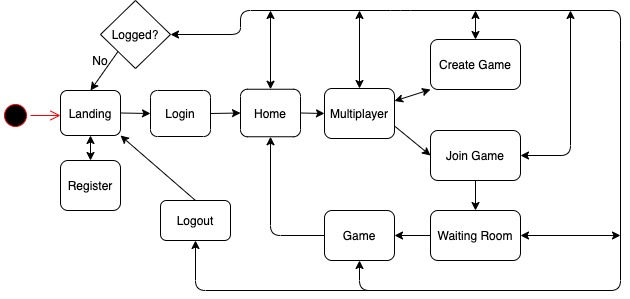 Logged?
No
Create Game
Landing
Login
Home
Multiplayer
Join Game
Register
Logout
Game
Waiting Room